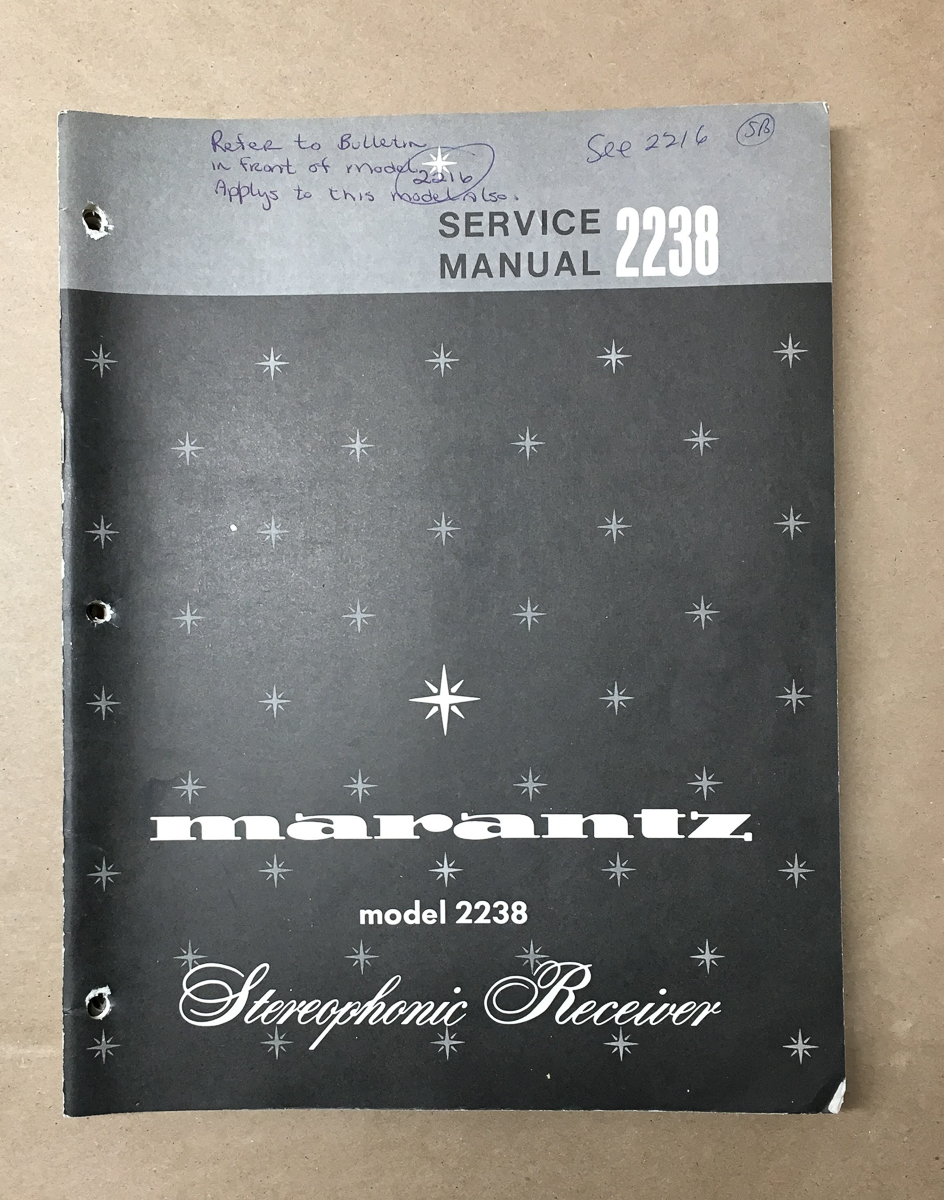 Refer to Bulletin
in front of model 2216
Applys to this model Also.
See 2216 SB
SERVICE
MANUAL 2238
marantz
model 2238
Stereophonic Receiver